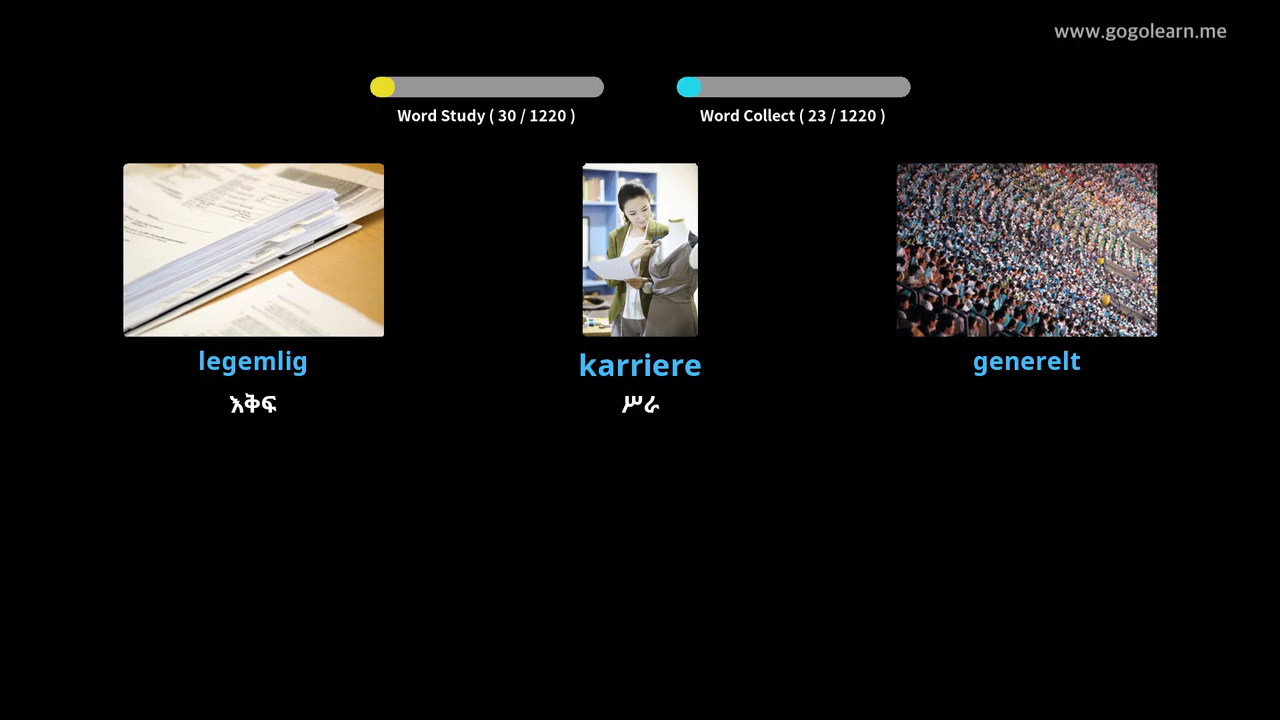 www.gogolearn.me
Word Study ( 30 / 1220 )
Word Collect ( 23 / 1220 )
legemlig
karriere
generelt
እቅፍ
ሥራ